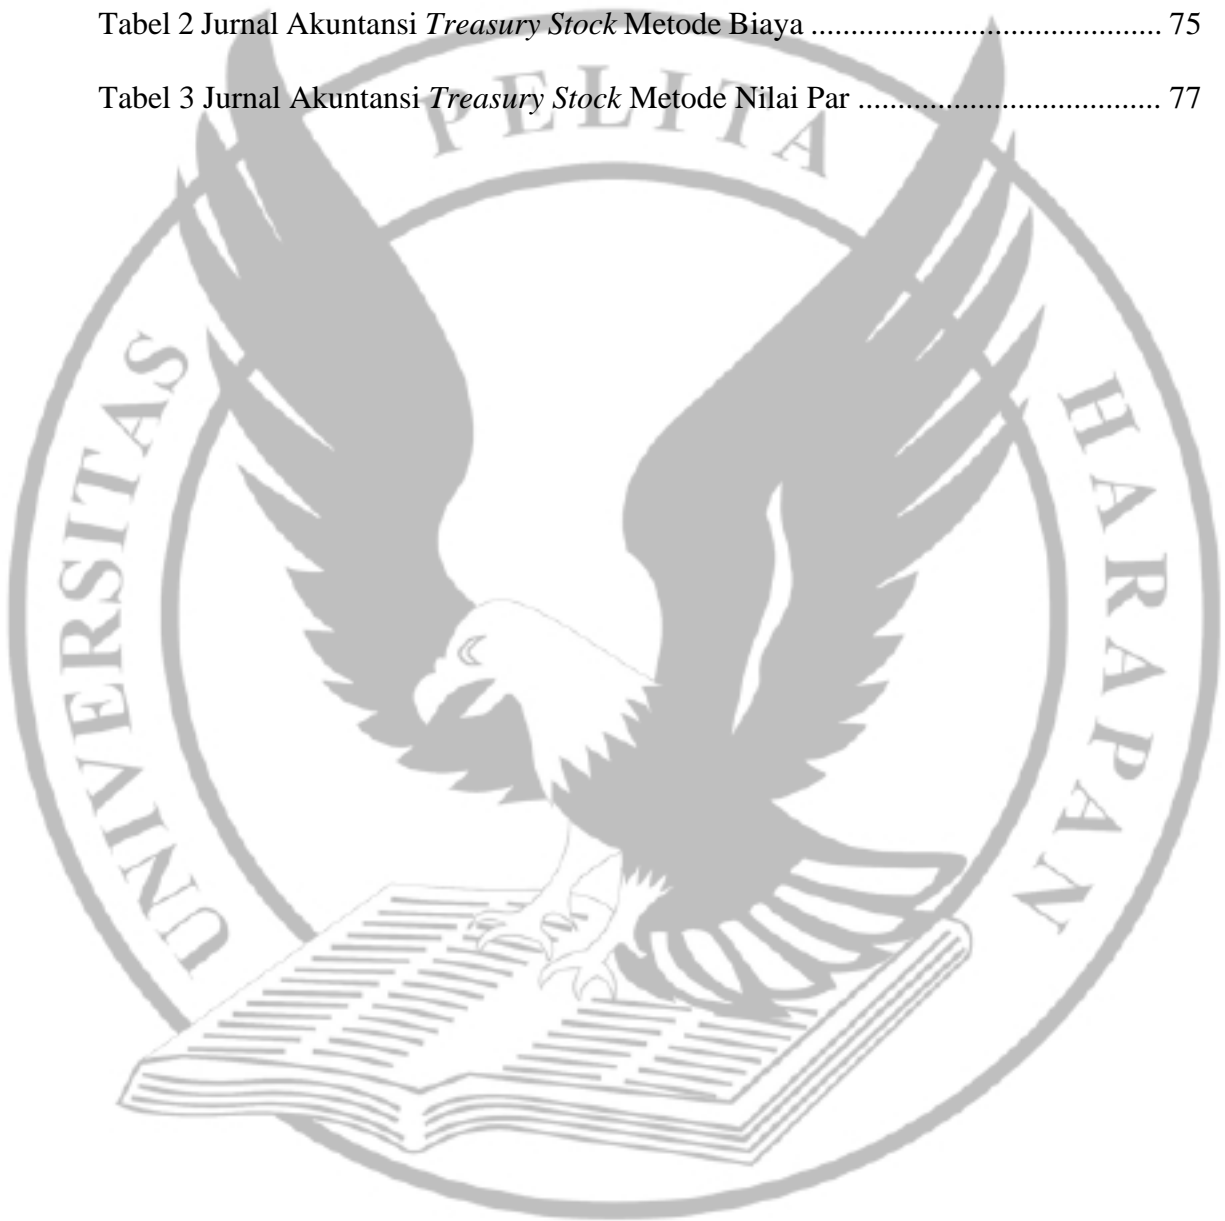 Tabel 2 Jurnal Akuntansi Treasury Stock Metode Biaya ............................................ 75
Tabel 3 Jurnal Akuntansi Treasury Stock Metode Nilai Par ...................................... 77
UNIVERSITAS PELITA HARAPAN